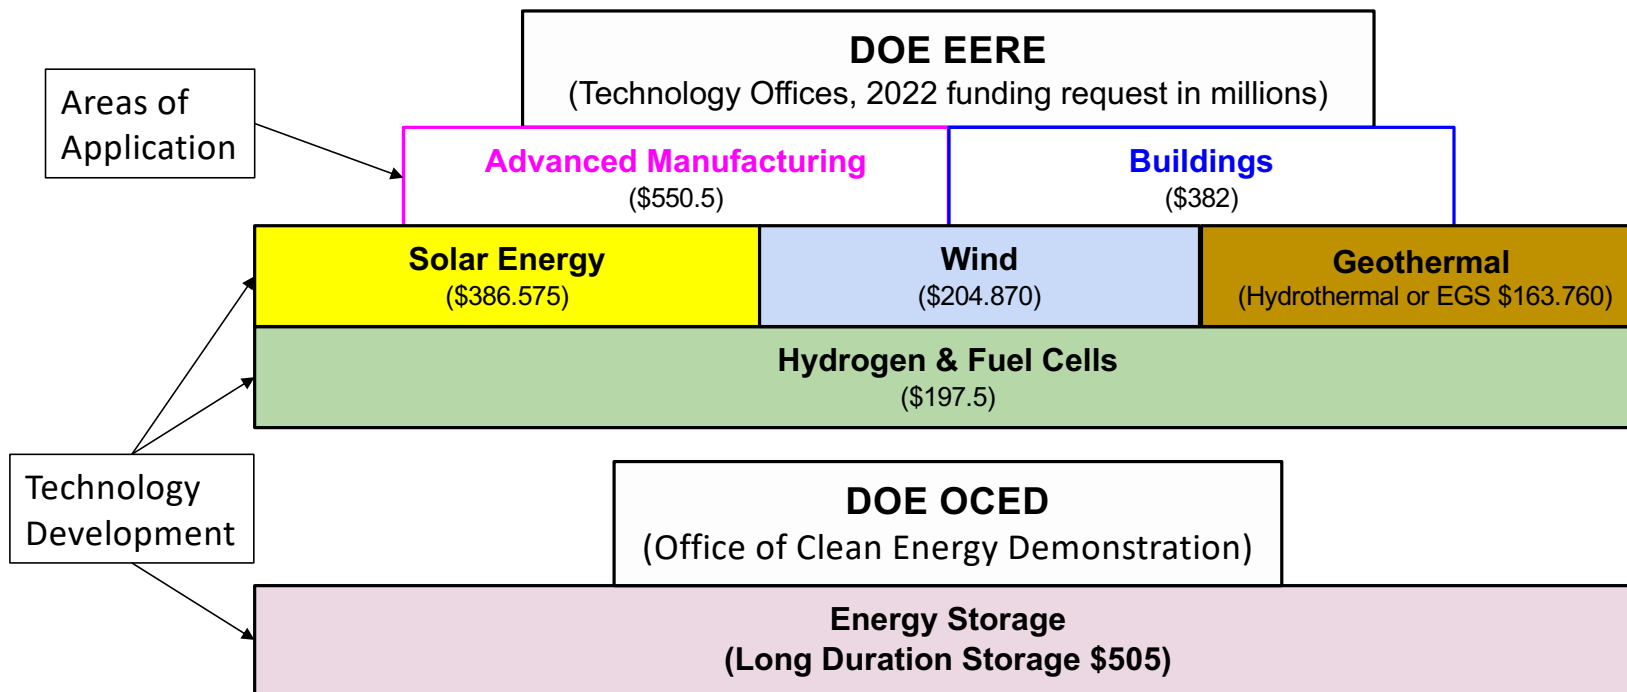 DOE EERE
(Technology Offices, 2022 funding request in millions)
Areas of
Application
Advanced Manufacturing
($550.5)
Buildings
($382)
Solar Energy
($386.575)
Wind
($204.870)
Geothermal
(Hydrothermal or EGS $163.760)
Hydrogen & Fuel Cells
($197.5)
Technology
Development
DOE OCED
(Office of Clean Energy Demonstration)
Energy Storage
(Long Duration Storage $505)